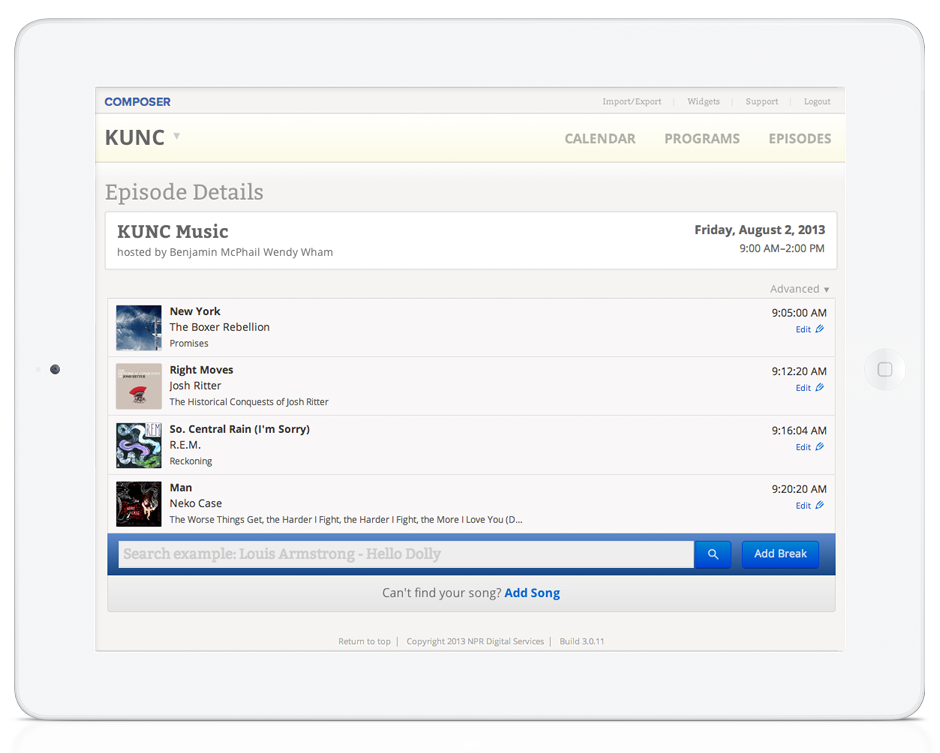 COMPOSER
Import/Export | Widgets | Support | Logout
KUNC ▼
CALENDAR PROGRAMS EPISODES
Episode Details
KUNC Music
Friday, August 2, 2013
hosted by Benjamin McPhail Wendy Wham
9:00 AM–2:00 PM
Advanced ▼
New York
9:05:00 AM
The Boxer Rebellion
Edit
Promises
Right Moves
9:12:20 AM
Josh Ritter
Edit
The Historical Conquests of Josh Ritter
So. Central Rain (I'm Sorry)
9:16:04 AM
R.E.M.
Edit
Reckoning
Man
9:20:20 AM
Neko Case
Edit
The Worse Things Get, the Harder I Fight, the Harder I Fight, the More I Love You (D...
Search example: Louis Armstrong - Hello Dolly
Add Break
Can't find your song? Add Song
Return to top | Copyright 2013 NPR Digital Services | Build 3.0.11